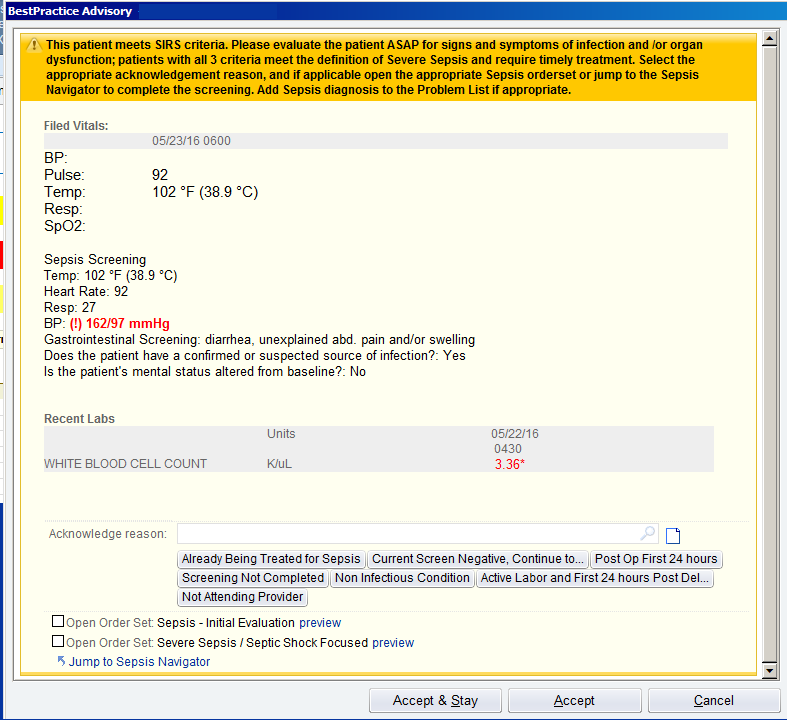 BestPractice Advisory
This patient meets SIRS criteria. Please evaluate the patient ASAP for signs and symptoms of infection and /or organ
dysfunction; patients with all 3 criteria meet the definition of Severe Sepsis and require timely treatment. Select the
appropriate acknowledgement reason, and if applicable open the appropriate Sepsis orderset or jump to the Sepsis
Navigator to complete the screening. Add Sepsis diagnosis to the Problem List if appropriate.
Filed Vitals:
05/23/16 0600
BP:
Pulse: 92
Temp: 102 °F (38.9 °C)
Resp:
SpO2:
Sepsis Screening
Temp: 102 °F (38.9 °C)
Heart Rate: 92
Resp: 27
BP: (!) 162/97 mmHg
Gastrointestinal Screening: diarrhea, unexplained abd. pain and/or swelling
Does the patient have a confirmed or suspected source of infection?: Yes
Is the patient's mental status altered from baseline?: No
Recent Labs
Units 05/22/16
0430
WHITE BLOOD CELL COUNT K/uL 3.36*
Acknowledge reason:
Already Being Treated for Sepsis Current Screen Negative, Continue to... Post Op First 24 hours
Screening Not Completed Non Infectious Condition Active Labor and First 24 hours Post Del...
Not Attending Provider
Open Order Set: Sepsis - Initial Evaluation preview
Open Order Set: Severe Sepsis / Septic Shock Focused preview
Jump to Sepsis Navigator
Accept & Stay Accept Cancel